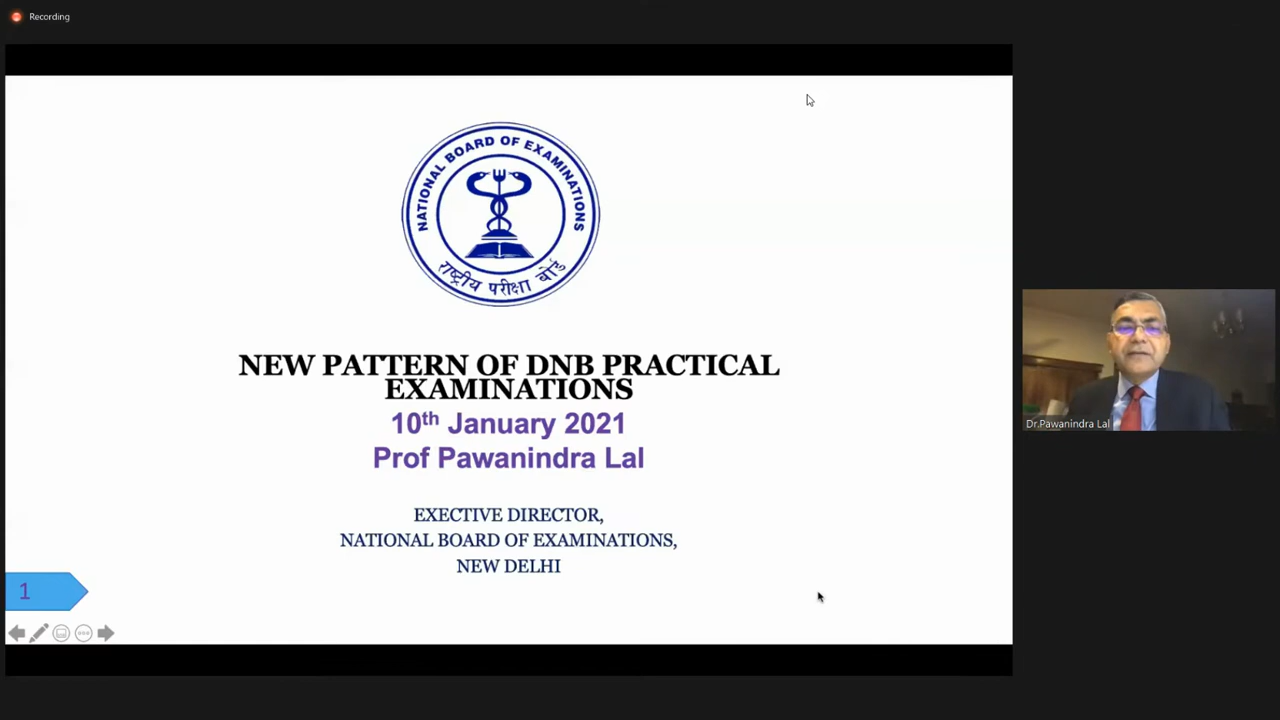 Recording
NATIONAL BOARD OF EXAMINATIONS
राष्ट्रीय परीक्षा बोर्ड
NEW PATTERN OF DNB PRACTICAL
EXAMINATIONS
10th January 2021
Prof Pawanindra Lal
EXECTIVE DIRECTOR,
NATIONAL BOARD OF EXAMINATIONS,
NEW DELHI
1
Dr.Pawanindra Lal